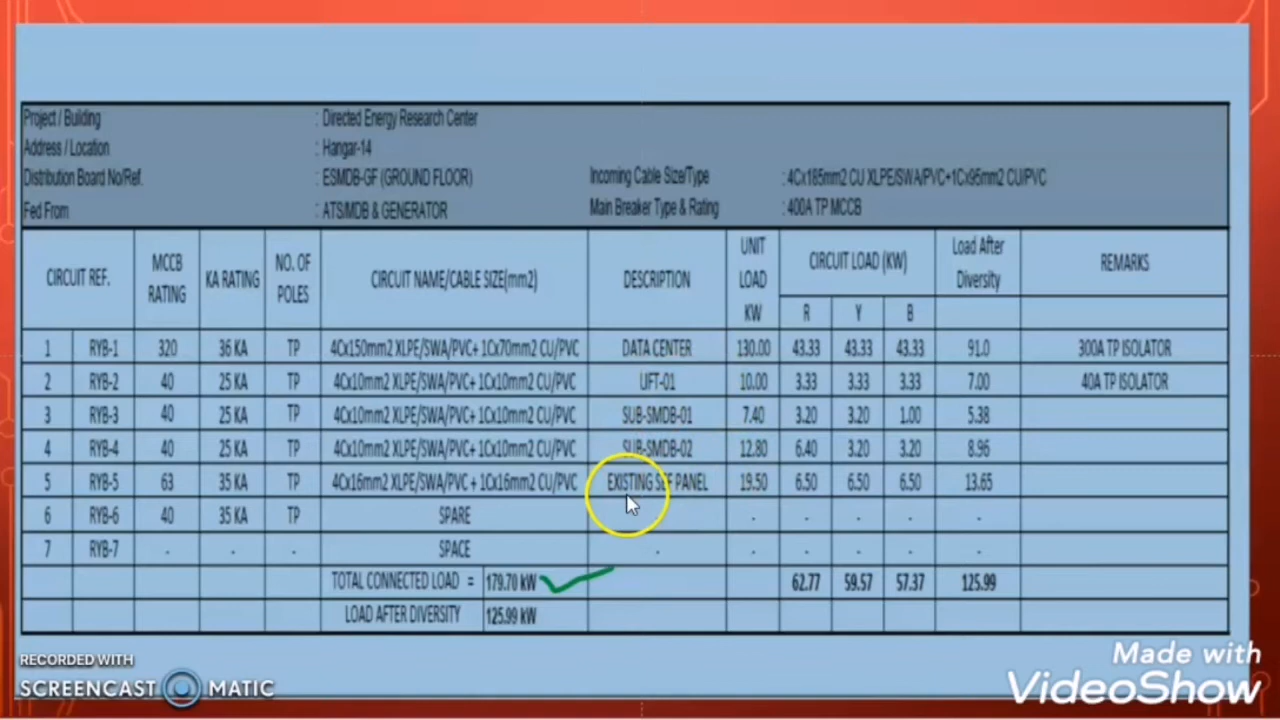 Project / Building : Directed Energy Research Center
Address / Location : Hangar-14
Distribution Board No/Ref. : ESMDB-GF (GROUND FLOOR) Incoming Cable Size/Type : 4Cx185mm2 CU XLPE/SWA/PVC+1Cx95mm2 CU/PVC
Fed From : ATS/MDB & GENERATOR Main Breaker Type & Rating : 400A TP MCCB
CIRCUIT REF. MCCB RATING KA RATING NO. OF POLES CIRCUIT NAME/CABLE SIZE(mm2) DESCRIPTION UNIT LOAD KW CIRCUIT LOAD (KW) Load After Diversity REMARKS
R Y B
1 RYB-1 320 36 KA TP 4Cx150mm2 XLPE/SWA/PVC+ 1Cx70mm2 CU/PVC DATA CENTER 130.00 43.33 43.33 43.33 91.0 300A TP ISOLATOR
2 RYB-2 40 25 KA TP 4Cx10mm2 XLPE/SWA/PVC+ 1Cx10mm2 CU/PVC UFT-01 10.00 3.33 3.33 3.33 7.00 40A TP ISOLATOR
3 RYB-3 40 25 KA TP 4Cx10mm2 XLPE/SWA/PVC+ 1Cx10mm2 CU/PVC SUB-SMDB-01 7.40 3.20 3.20 1.00 5.38
4 RYB-4 40 25 KA TP 4Cx10mm2 XLPE/SWA/PVC+ 1Cx10mm2 CU/PVC SUB-SMDB-02 12.80 6.40 3.20 3.20 8.96
5 RYB-5 63 35 KA TP 4Cx16mm2 XLPE/SWA/PVC + 1Cx16mm2 CU/PVC EXISTING PANEL 19.50 6.50 6.50 6.50 13.65
6 RYB-6 40 35 KA TP SPARE - - - - -
7 RYB-7 - - - SPACE - - - - - -
TOTAL CONNECTED LOAD = 179.70 kW 62.77 59.57 57.37 125.99
LOAD AFTER DIVERSITY 125.99 kW
RECORDED WITH
SCREENCAST MATIC
Made with
VideoShow